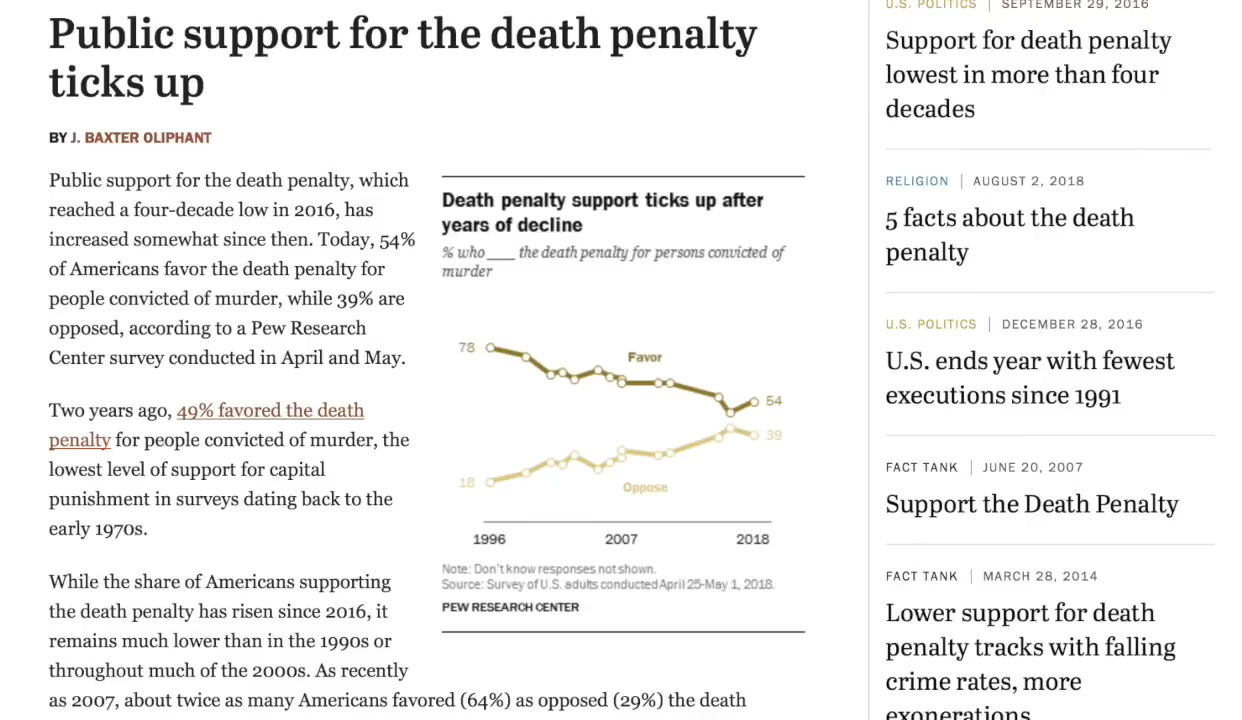 Public support for the death penalty
ticks up
BY J. BAXTER OLIPHANT
Public support for the death penalty, which
reached a four-decade low in 2016, has
increased somewhat since then. Today, 54%
of Americans favor the death penalty for
people convicted of murder, while 39% are
opposed, according to a Pew Research
Center survey conducted in April and May.
Two years ago, 49% favored the death
penalty for people convicted of murder, the
lowest level of support for capital
punishment in surveys dating back to the
early 1970s.
While the share of Americans supporting
the death penalty has risen since 2016, it
remains much lower than in the 1990s or
throughout much of the 2000s. As recently
as 2007, about twice as many Americans favored (64%) as opposed (29%) the death
Death penalty support ticks up after
years of decline
% who ___ the death penalty for persons convicted of
murder
78
Favor
54
39
18
Oppose
1996 2007 2018
Note: Don't know responses not shown.
Source: Survey of U.S. adults conducted April 25-May 1, 2018.
PEW RESEARCH CENTER
U.S. POLITICS | SEPTEMBER 29, 2016
Support for death penalty
lowest in more than four
decades
RELIGION | AUGUST 2, 2018
5 facts about the death
penalty
U.S. POLITICS | DECEMBER 28, 2016
U.S. ends year with fewest
executions since 1991
FACT TANK | JUNE 20, 2007
Support the Death Penalty
FACT TANK | MARCH 28, 2014
Lower support for death
penalty tracks with falling
crime rates, more
exonerations